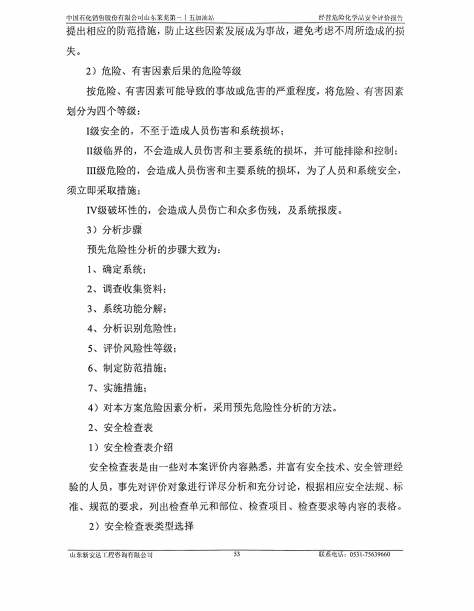 中国石化销售股份有限公司山东莱芜第二十五加油站 经营危险化学品安全评价报告
提出相应的防范措施，防止这些因素发展成为事故，避免考虑不周所造成的损
失。
2）危险、有害因素后果的危险等级
按危险、有害因素可能导致的事故或危害的严重程度，将危险、有害因素
划分为四个等级：
I级安全的，不至于造成人员伤害和系统损坏；
II级临界的，不会造成人员伤害和主要系统的损坏，并可能排除和控制；
III级危险的，会造成人员伤害和主要系统的损坏，为了人员和系统安全，
须立即采取措施；
IV级破坏性的，会造成人员伤亡和众多伤残，及系统报废。
3）分析步骤
预先危险性分析的步骤大致为：
1、确定系统；
2、调查收集资料；
3、系统功能分解；
4、分析识别危险性；
5、评价风险性等级；
6、制定防范措施；
7、实施措施；
4）对本方案危险因素分析，采用预先危险性分析的方法。
2、安全检查表
1）安全检查表介绍
安全检查表是由一些对本案评价内容熟悉，并富有安全技术、安全管理经
验的人员，事先对评价对象进行详尽分析和充分讨论，根据相应安全法规、标
准、规范的要求，列出检查单元和部位、检查项目、检查要求等内容的表格。
2）安全检查表类型选择
山东新安达工程咨询有限公司 53 联系电话：0531-75639660